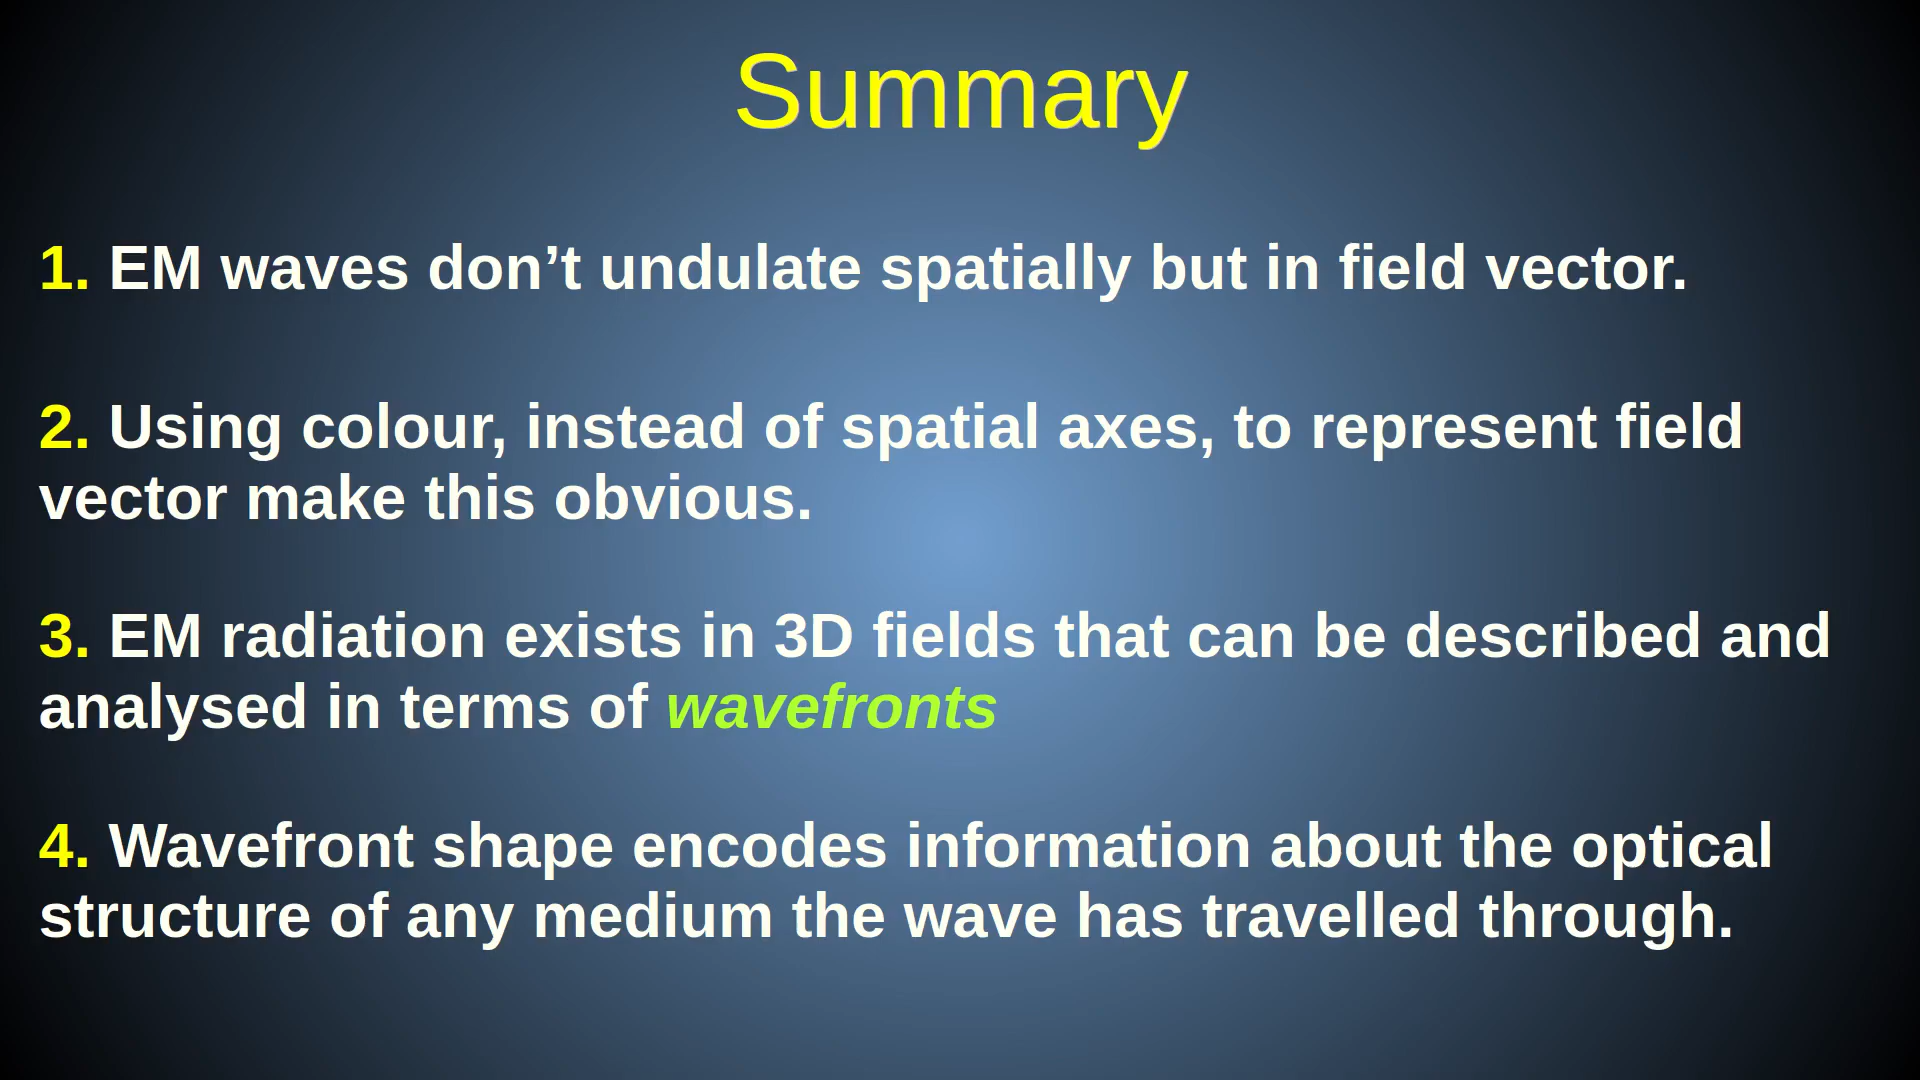 Summary
1. EM waves don’t undulate spatially but in field vector.
2. Using colour, instead of spatial axes, to represent field
vector make this obvious.
3. EM radiation exists in 3D fields that can be described and
analysed in terms of wavefronts
4. Wavefront shape encodes information about the optical
structure of any medium the wave has travelled through.